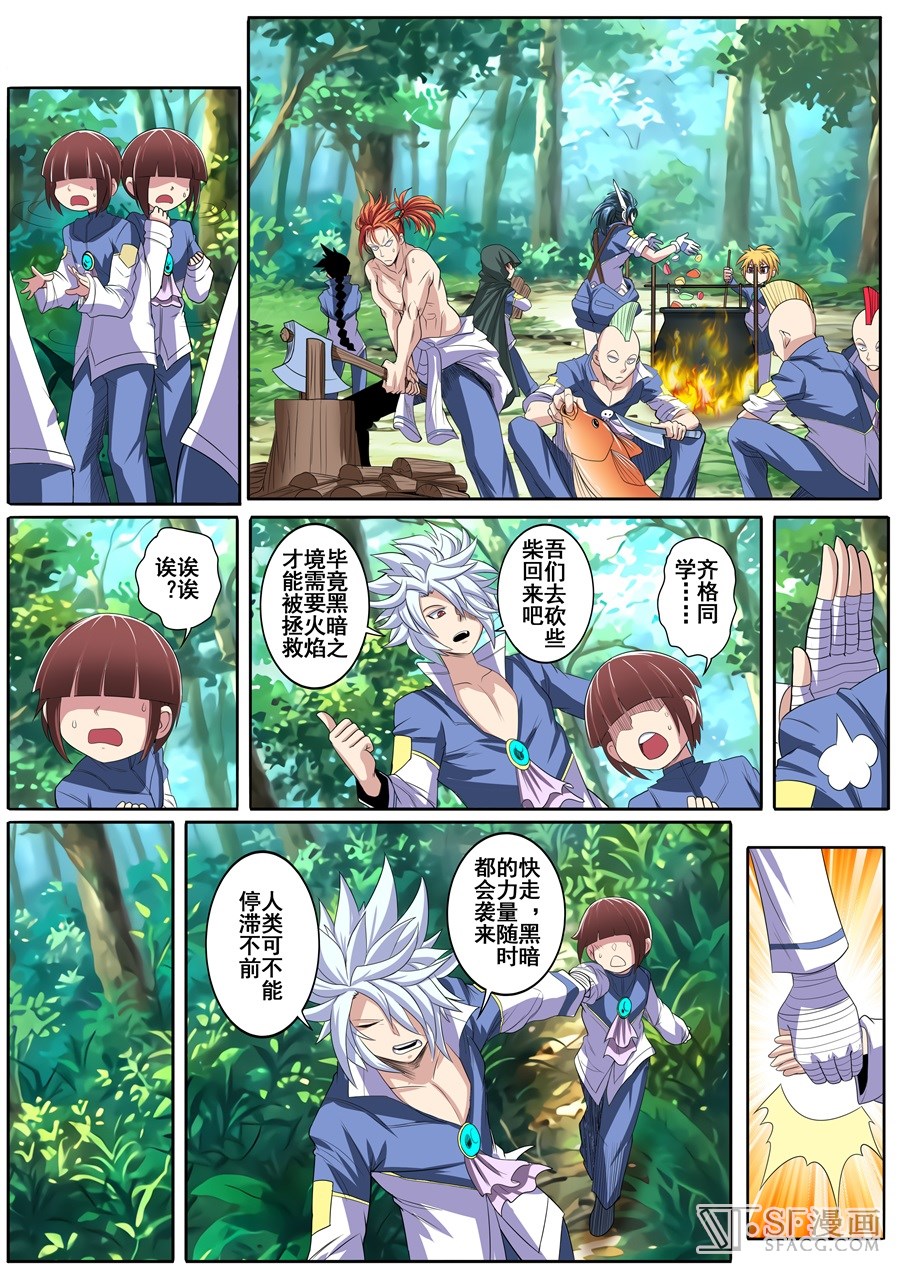 齐格同
学……
吾们去砍些
柴回来吧
毕竟黑暗之
境需要火焰
才能被拯救
诶诶
诶?
快走，黑暗
的力量随时
都会袭来
人类可不能
停滞不前
SF漫画
SFACG.COM